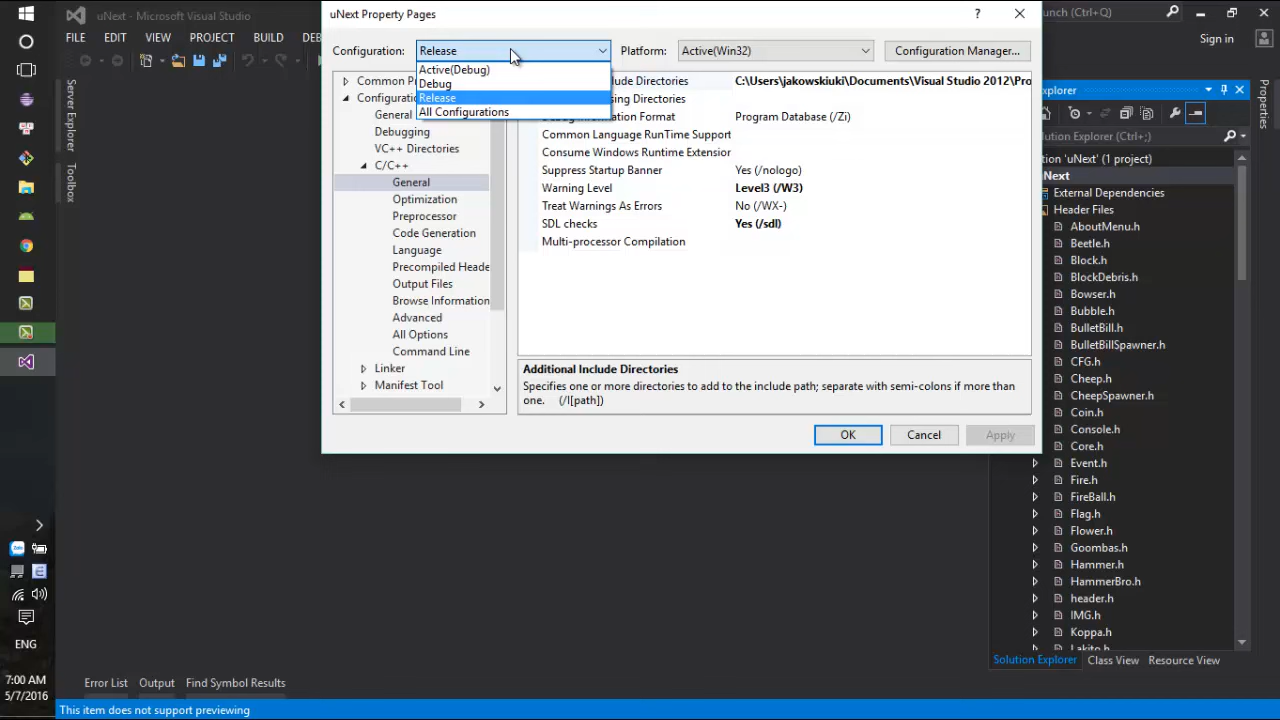 uNext - Microsoft Visual Studio
uNext Property Pages
?
unch (Ctrl+Q)
FILE EDIT VIEW PROJECT BUILD
Sign in
Configuration: Release
Platform: Active(Win32)
Configuration Manager...
Active(Debug)
Debug
Release
All Configurations
Common P
Configuratio
General
Debugging
VC++ Directories
C/C++
General
Optimization
Preprocessor
Code Generation
Language
Precompiled Heade
Output Files
Browse Information
Advanced
All Options
Command Line
Linker
Manifest Tool
lude Directories C:\Users\jakowskiuki\Documents\Visual Studio 2012\Pro
ing Directories
Information Format Program Database (/Zi)
Common Language RunTime Support
Consume Windows Runtime Extension
Suppress Startup Banner Yes (/nologo)
Warning Level Level3 (/W3)
Treat Warnings As Errors No (/WX-)
SDL checks Yes (/sdl)
Multi-processor Compilation
Additional Include Directories
Specifies one or more directories to add to the include path; separate with semi-colons if more than
one. (/I[path])
OK Cancel Apply
Server Explorer
Toolbox
Properties
xplorer
Solution Explorer (Ctrl+;)
tion 'uNext' (1 project)
Next
External Dependencies
Header Files
AboutMenu.h
Beetle.h
Block.h
BlockDebris.h
Bowser.h
Bubble.h
BulletBill.h
BulletBillSpawner.h
CFG.h
Cheep.h
CheepSpawner.h
Coin.h
Console.h
Core.h
Event.h
Fire.h
FireBall.h
Flag.h
Flower.h
Goombas.h
Hammer.h
HammerBro.h
header.h
IMG.h
Koppa.h
Lakito.h
Solution Explorer Class View Resource View
Error List Output Find Symbol Results
This item does not support previewing
ENG
7:00 AM
5/7/2016